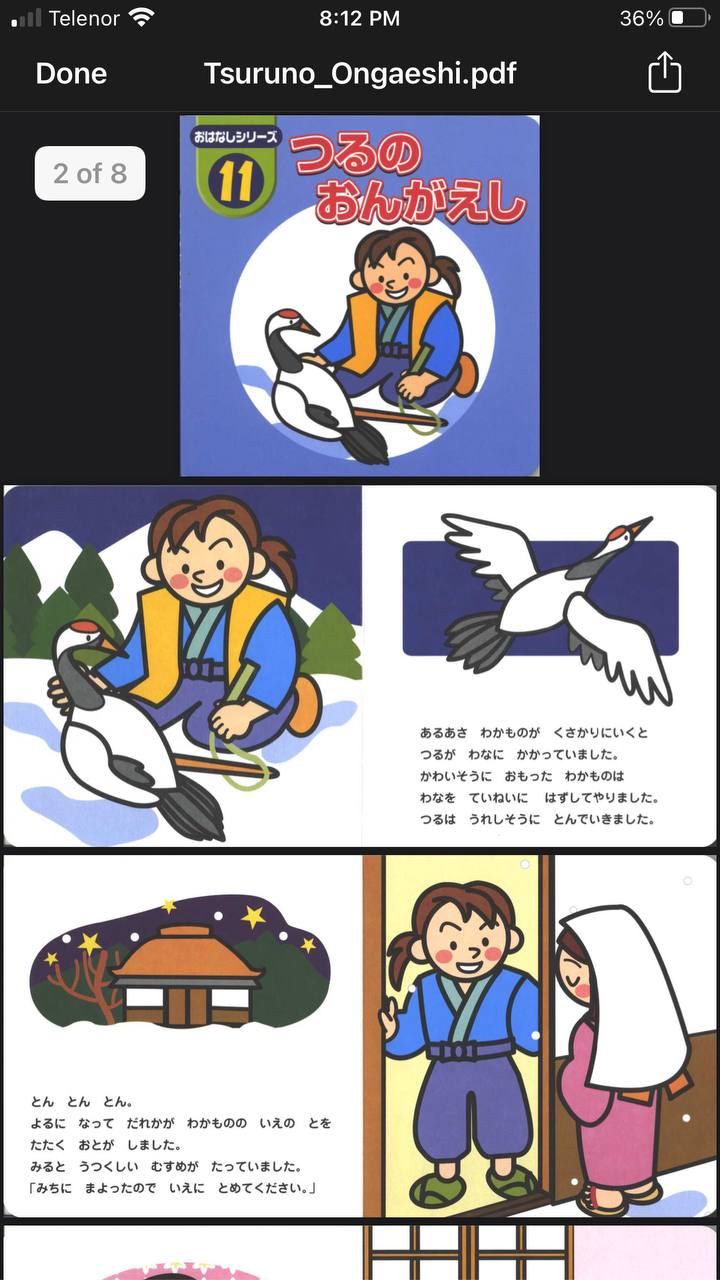 Telenor
8:12 PM
36%
Done
Tsuruno_Ongaeshi.pdf
2 of 8
おはなしシリーズ
11
つるの
おんがえし
あるあさ　わかものが　くさかりにいくと
つるが　わなに　かかっていました。
かわいそうに　おもった　わかものは
わなを　ていねいに　はずしてやりました。
つるは　うれしそうに　とんでいきました。
とん　とん　とん。
よるに　なって　だれかが　わかものの　いえの　とを
たたく　おとが　しました。
みると　うつくしい　むすめが　たっていました。
「みちに　まよったので　いえに　とめてください。」